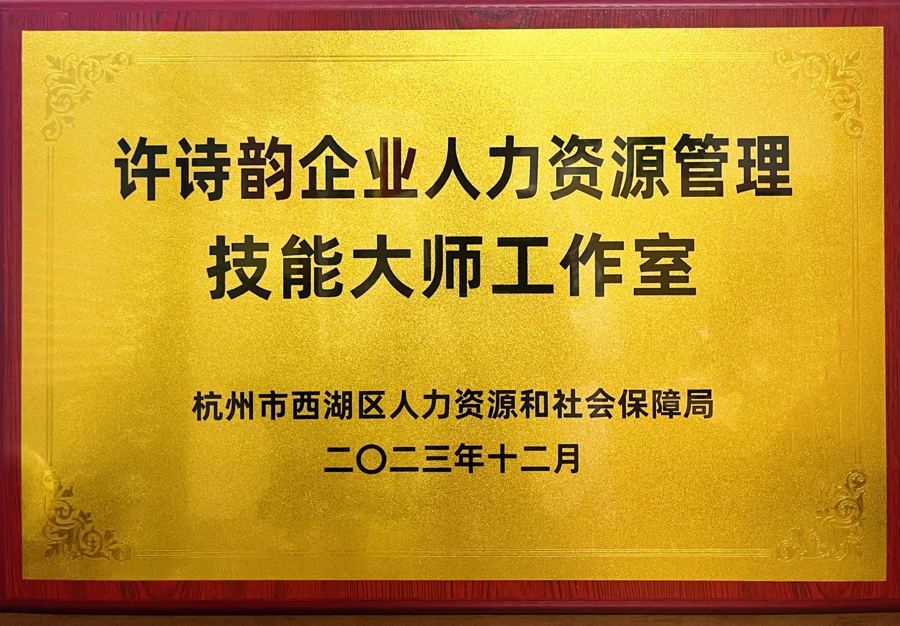 许诗韵企业人力资源管理
技能大师工作室
杭州市西湖区人力资源和社会保障局
二〇二三年十二月